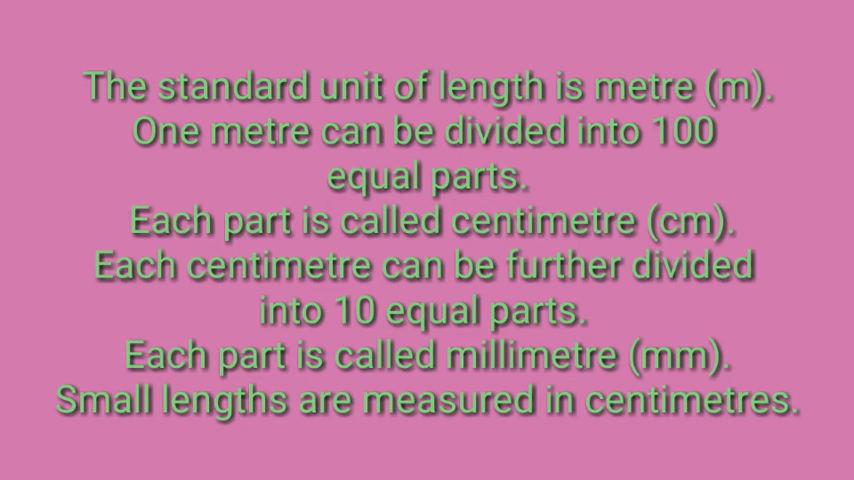 The standard unit of length is metre (m).
One metre can be divided into 100
equal parts.
Each part is called centimetre (cm).
Each centimetre can be further divided
into 10 equal parts.
Each part is called millimetre (mm).
Small lengths are measured in centimetres.